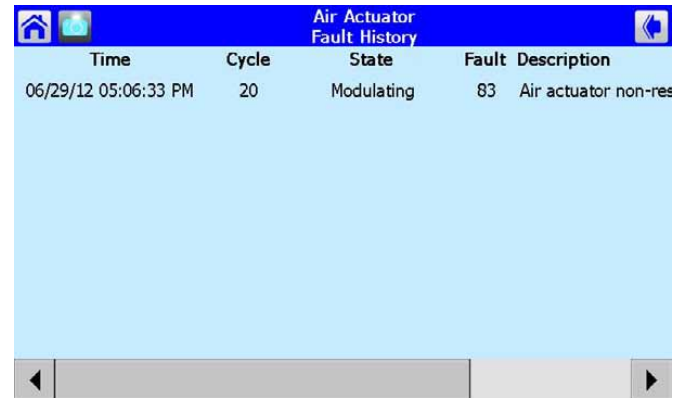 Air Actuator
Fault History
Time Cycle State Fault Description
06/29/12 05:06:33 PM 20 Modulating 83 Air actuator non-res